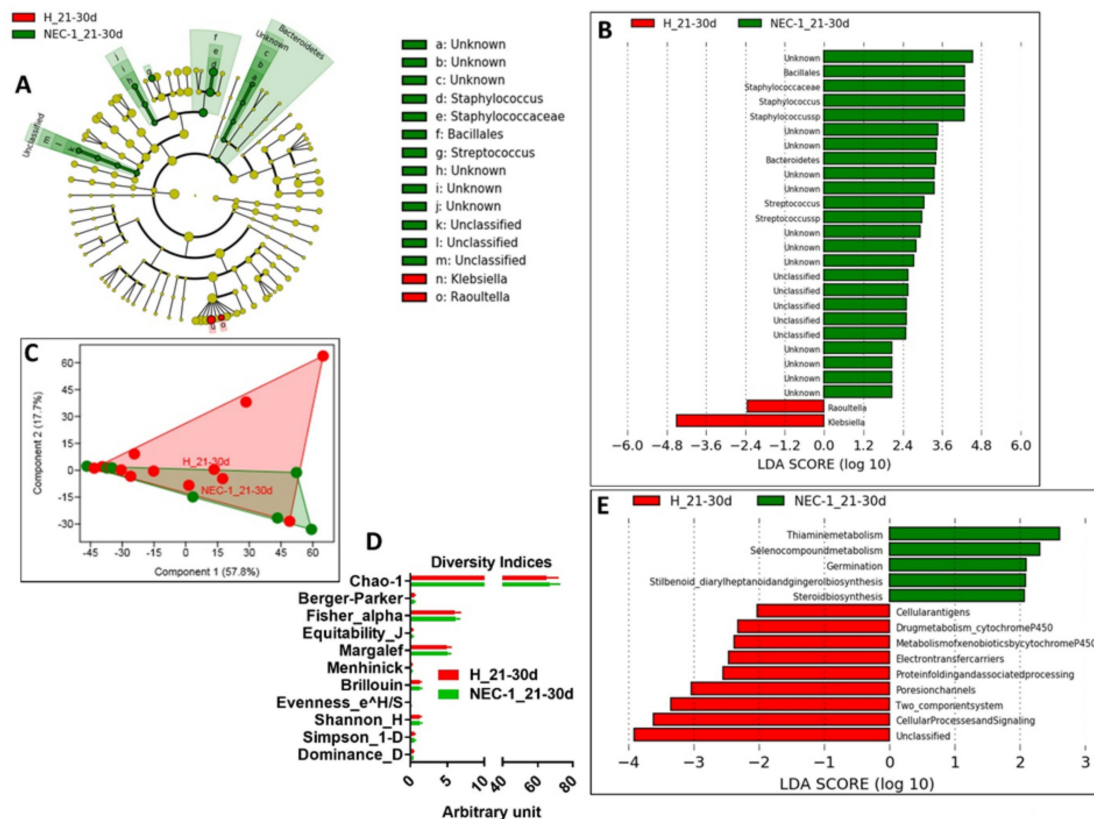 H_21-30d
NEC-1_21-30d
A
Unclassified
m
l
k
j
i
h
g
f
e
d
Unknown
Bacteroidetes
c
b
a
n
o
a: Unknown
b: Unknown
c: Unknown
d: Staphylococcus
e: Staphylococcaceae
f: Bacillales
g: Streptococcus
h: Unknown
i: Unknown
j: Unknown
k: Unclassified
l: Unclassified
m: Unclassified
n: Klebsiella
o: Raoultella
B
H_21-30d
NEC-1_21-30d
Unknown
Bacillales
Staphylococcaceae
Staphylococcus
Staphylococcussp
Unknown
Unknown
Bacteroidetes
Unknown
Unknown
Streptococcus
Streptococcussp
Unknown
Unknown
Unknown
Unclassified
Unclassified
Unclassified
Unclassified
Unclassified
Unknown
Unknown
Unknown
Unknown
Raoultella
Klebsiella
−6.0 −4.8 −3.6 −2.4 −1.2 0.0 1.2 2.4 3.6 4.8 6.0
LDA SCORE (log 10)
C
Component 2 (17.7%)
60
45
30
15
0
-15
-30
H_21-30d
NEC-1_21-30d
-45 -30 -15 0 15 30 45 60
Component 1 (57.8%)
D
Diversity Indices
Chao-1
Berger-Parker
Fisher_alpha
Equitability_J
Margalef
Menhinick
Brillouin
Evenness_e^H/S
Shannon_H
Simpson_1-D
Dominance_D
H_21-30d
NEC-1_21-30d
0 5 10 40 60 80
Arbitrary unit
E
H_21-30d
NEC-1_21-30d
Thiaminemetabolism
Selenocompoundmetabolism
Germination
Stilbenoid_diarylheptanoidandgingerolbiosynthesis
Steroidbiosynthesis
Cellularantigens
Drugmetabolism_cytochromeP450
MetabolismofxenobioticsbycytochromeP450
Electrontransfercarriers
Proteinfoldingandassociatedprocessing
Poresionchannels
Two_componentsystem
CellularProcessesandSignaling
Unclassified
−4 −3 −2 −1 0 1 2 3
LDA SCORE (log 10)